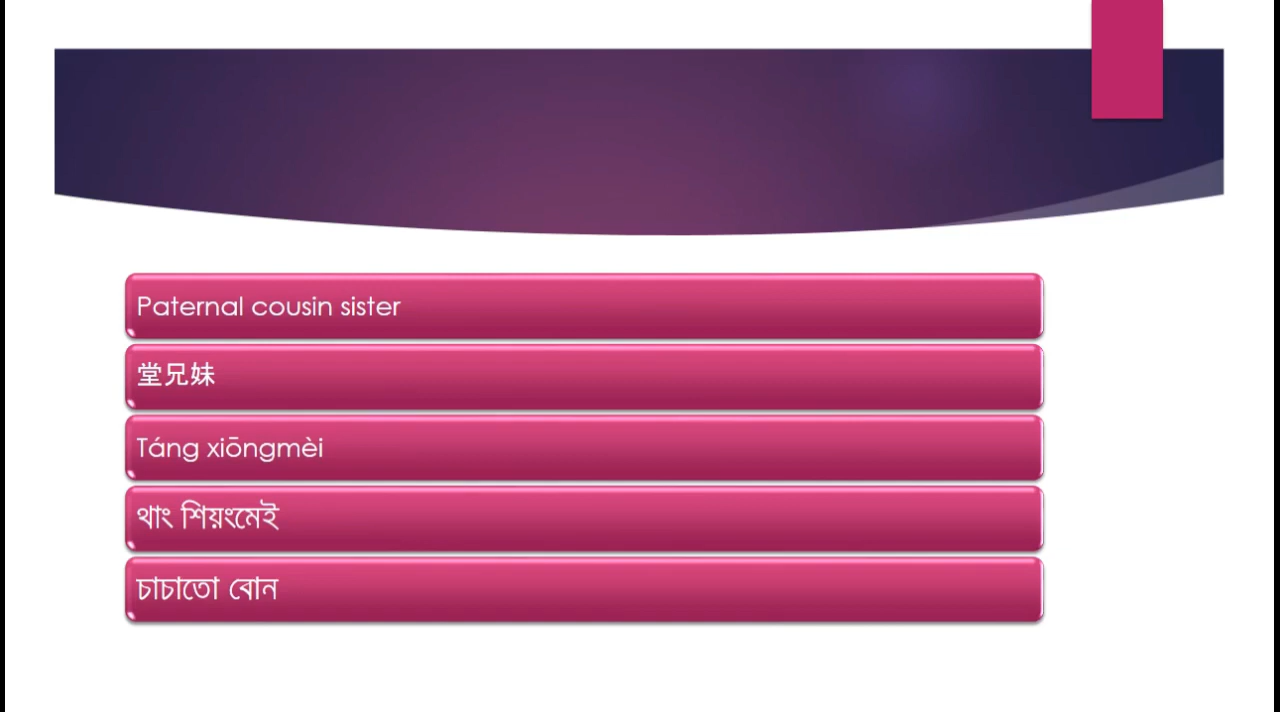 Paternal cousin sister
堂兄妹
Táng xiōngmèi
থাং শিয়ংমেই
চাচাতো বোন